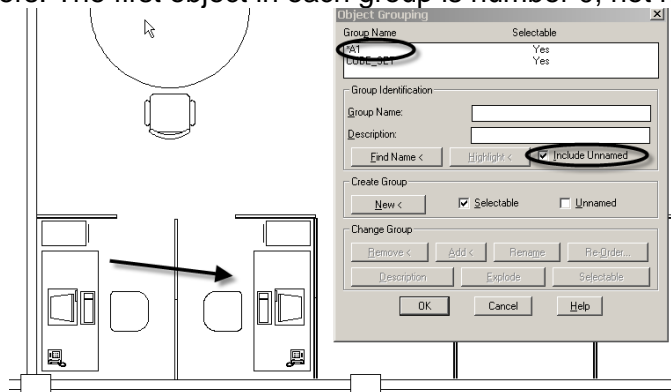 The first object in each group is number 0, not
Object Grouping
Group Name Selectable
*A1 Yes
CUBE_SET Yes
Group Identification
Group Name:
Description:
Find Name < Highlight < Include Unnamed
Create Group
New < Selectable Unnamed
Change Group
Remove < Add < Rename Re-Order...
Description Explode Selectable
OK Cancel Help